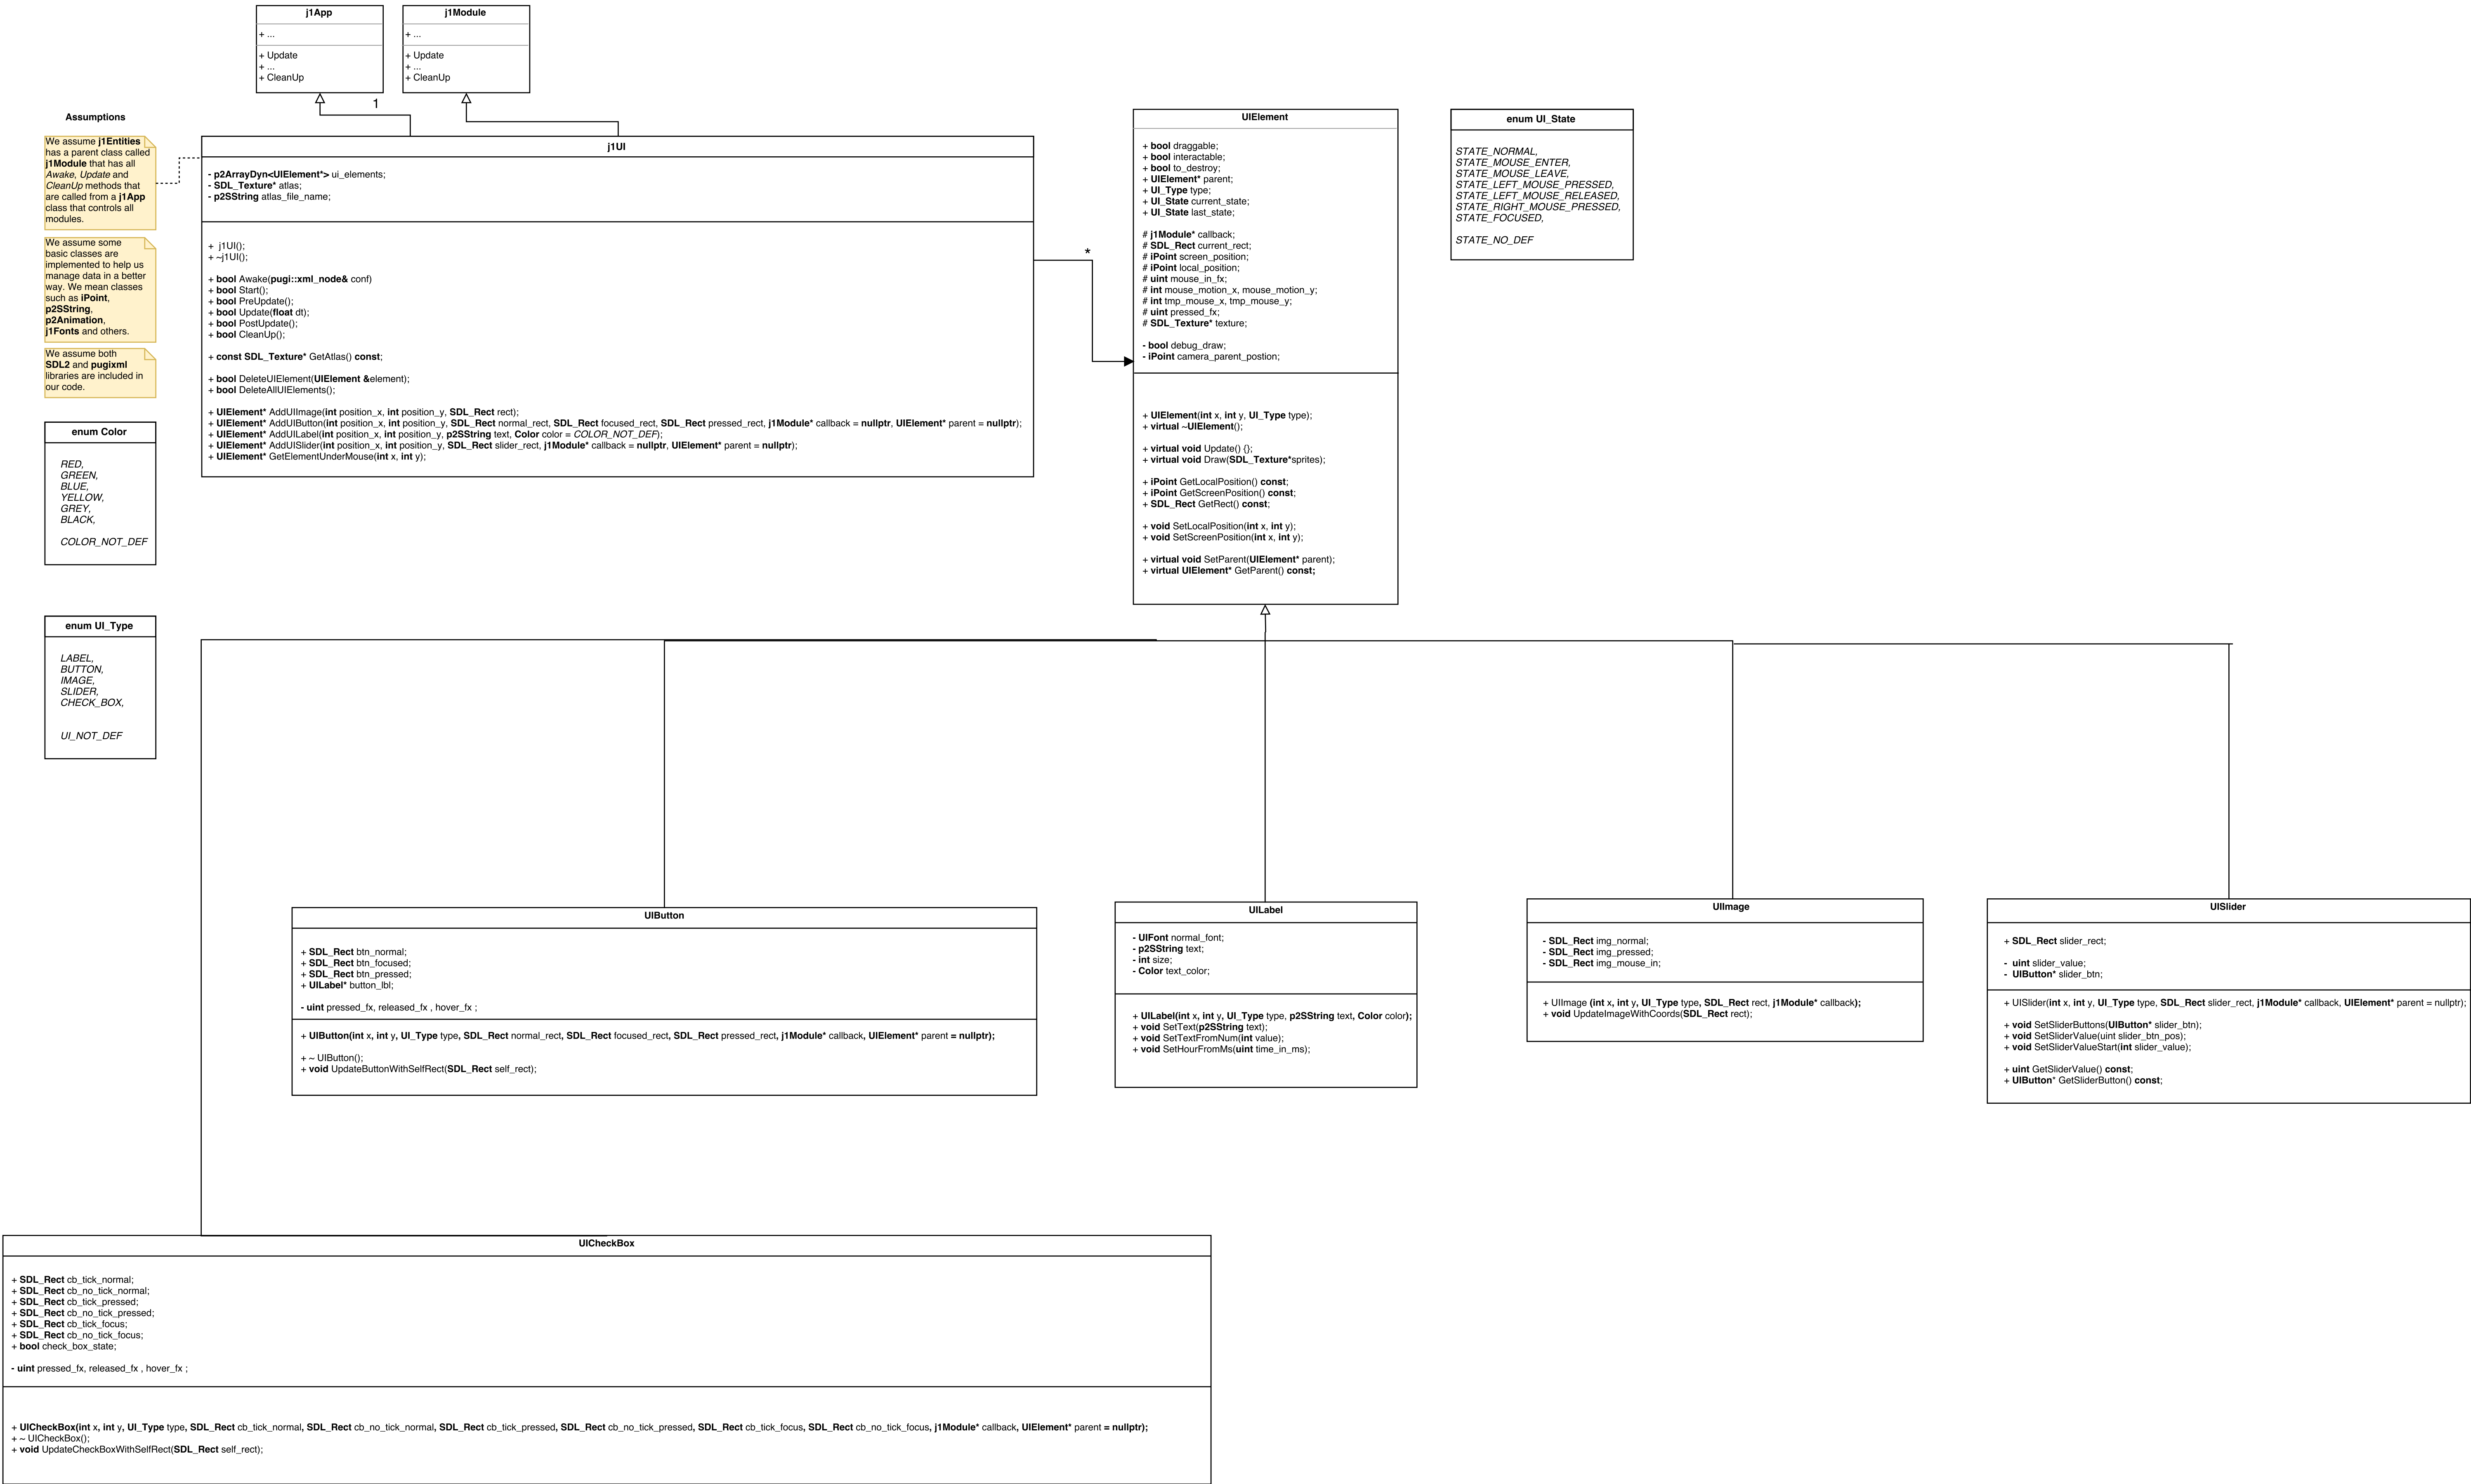 j1App
+ ...
+ Update
+ ...
+ CleanUp
j1Module
+ ...
+ Update
+ ...
+ CleanUp
1
Assumptions
We assume j1Entities
has a parent class called
j1Module that has all
Awake, Update and
CleanUp methods that
are called from a j1App
class that controls all
modules.
We assume some
basic classes are
implemented to help us
manage data in a better
way. We mean classes
such as iPoint,
p2SString,
p2Animation,
j1Fonts and others.
We assume both
SDL2 and pugixml
libraries are included in
our code.
enum Color
RED,
GREEN,
BLUE,
YELLOW,
GREY,
BLACK,
COLOR_NOT_DEF
enum UI_Type
LABEL,
BUTTON,
IMAGE,
SLIDER,
CHECK_BOX,
UI_NOT_DEF
j1UI
- p2ArrayDyn<UIElement*> ui_elements;
- SDL_Texture* atlas;
- p2SString atlas_file_name;
+  j1UI();
+ ~j1UI();
+ bool Awake(pugi::xml_node& conf)
+ bool Start();
+ bool PreUpdate();
+ bool Update(float dt);
+ bool PostUpdate();
+ bool CleanUp();
+ const SDL_Texture* GetAtlas() const;
+ bool DeleteUIElement(UIElement &element);
+ bool DeleteAllUIElements();
+ UIElement* AddUIImage(int position_x, int position_y, SDL_Rect rect);
+ UIElement* AddUIButton(int position_x, int position_y, SDL_Rect normal_rect, SDL_Rect focused_rect, SDL_Rect pressed_rect, j1Module* callback = nullptr, UIElement* parent = nullptr);
+ UIElement* AddUILabel(int position_x, int position_y, p2SString text, Color color = COLOR_NOT_DEF);
+ UIElement* AddUISlider(int position_x, int position_y, SDL_Rect slider_rect, j1Module* callback = nullptr, UIElement* parent = nullptr);
+ UIElement* GetElementUnderMouse(int x, int y);
*
UIElement
+ bool draggable;
+ bool interactable;
+ bool to_destroy;
+ UIElement* parent;
+ UI_Type type;
+ UI_State current_state;
+ UI_State last_state;
# j1Module* callback;
# SDL_Rect current_rect;
# iPoint screen_position;
# iPoint local_position;
# uint mouse_in_fx;
# int mouse_motion_x, mouse_motion_y;
# int tmp_mouse_x, tmp_mouse_y;
# uint pressed_fx;
# SDL_Texture* texture;
- bool debug_draw;
- iPoint camera_parent_postion;
+ UIElement(int x, int y, UI_Type type);
+ virtual ~UIElement();
+ virtual void Update() {};
+ virtual void Draw(SDL_Texture*sprites);
+ iPoint GetLocalPosition() const;
+ iPoint GetScreenPosition() const;
+ SDL_Rect GetRect() const;
+ void SetLocalPosition(int x, int y);
+ void SetScreenPosition(int x, int y);
+ virtual void SetParent(UIElement* parent);
+ virtual UIElement* GetParent() const;
enum UI_State
STATE_NORMAL,
STATE_MOUSE_ENTER,
STATE_MOUSE_LEAVE,
STATE_LEFT_MOUSE_PRESSED,
STATE_LEFT_MOUSE_RELEASED,
STATE_RIGHT_MOUSE_PRESSED,
STATE_FOCUSED,
STATE_NO_DEF
UIButton
+ SDL_Rect btn_normal;
+ SDL_Rect btn_focused;
+ SDL_Rect btn_pressed;
+ UILabel* button_lbl;
- uint pressed_fx, released_fx , hover_fx ;
+ UIButton(int x, int y, UI_Type type, SDL_Rect normal_rect, SDL_Rect focused_rect, SDL_Rect pressed_rect, j1Module* callback, UIElement* parent = nullptr);
+ ~ UIButton();
+ void UpdateButtonWithSelfRect(SDL_Rect self_rect);
UILabel
- UIFont normal_font;
- p2SString text;
- int size;
- Color text_color;
+ UILabel(int x, int y, UI_Type type, p2SString text, Color color);
+ void SetText(p2SString text);
+ void SetTextFromNum(int value);
+ void SetHourFromMs(uint time_in_ms);
UIImage
- SDL_Rect img_normal;
- SDL_Rect img_pressed;
- SDL_Rect img_mouse_in;
+ UIImage (int x, int y, UI_Type type, SDL_Rect rect, j1Module* callback);
+ void UpdateImageWithCoords(SDL_Rect rect);
UISlider
+ SDL_Rect slider_rect;
-  uint slider_value;
-  UIButton* slider_btn;
+ UISlider(int x, int y, UI_Type type, SDL_Rect slider_rect, j1Module* callback, UIElement* parent = nullptr);
+ void SetSliderButtons(UIButton* slider_btn);
+ void SetSliderValue(uint slider_btn_pos);
+ void SetSliderValueStart(int slider_value);
+ uint GetSliderValue() const;
+ UIButton* GetSliderButton() const;
UICheckBox
+ SDL_Rect cb_tick_normal;
+ SDL_Rect cb_no_tick_normal;
+ SDL_Rect cb_tick_pressed;
+ SDL_Rect cb_no_tick_pressed;
+ SDL_Rect cb_tick_focus;
+ SDL_Rect cb_no_tick_focus;
+ bool check_box_state;
- uint pressed_fx, released_fx , hover_fx ;
+ UICheckBox(int x, int y, UI_Type type, SDL_Rect cb_tick_normal, SDL_Rect cb_no_tick_normal, SDL_Rect cb_tick_pressed, SDL_Rect cb_no_tick_pressed, SDL_Rect cb_tick_focus, SDL_Rect cb_no_tick_focus, j1Module* callback, UIElement* parent = nullptr);
+ ~ UICheckBox();
+ void UpdateCheckBoxWithSelfRect(SDL_Rect self_rect);